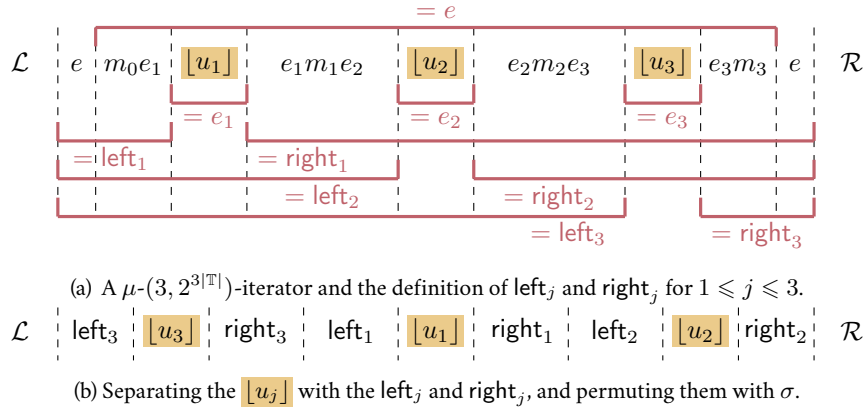 = e
ℒ e m₀e₁ ⌊u₁⌋ e₁m₁e₂ ⌊u₂⌋ e₂m₂e₃ ⌊u₃⌋ e₃m₃ e ℛ
= e₁ = e₂ = e₃
= left₁ = right₁
= left₂ = right₂
= left₃ = right₃
(a) A μ-(3, 2^{3|𝕋|})-iterator and the definition of left_j and right_j for 1 ⩽ j ⩽ 3.
ℒ left₃ ⌊u₃⌋ right₃ left₁ ⌊u₁⌋ right₁ left₂ ⌊u₂⌋ right₂ ℛ
(b) Separating the ⌊u_j⌋ with the left_j and right_j, and permuting them with σ.